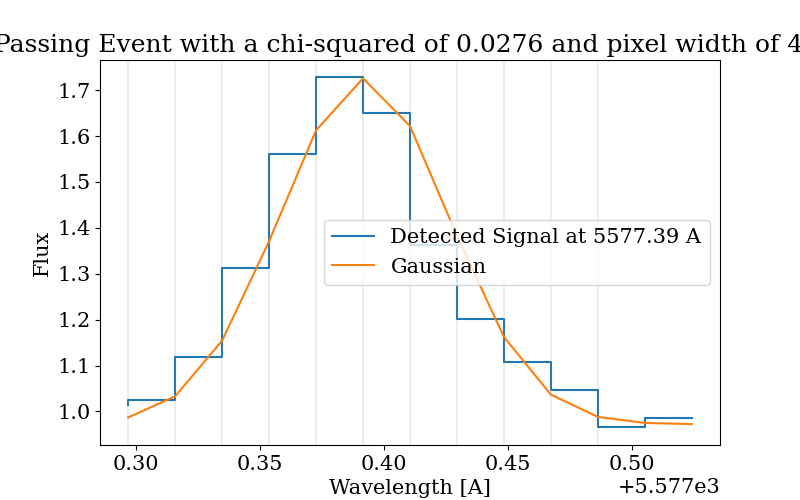 Passing Event with a chi-squared of 0.0276 and pixel width of 4
1.7
1.6
1.5
1.4
1.3
1.2
1.1
1.0
Flux
Detected Signal at 5577.39 A
Gaussian
0.30 0.35 0.40 0.45 0.50
Wavelength [A]
+5.577e3